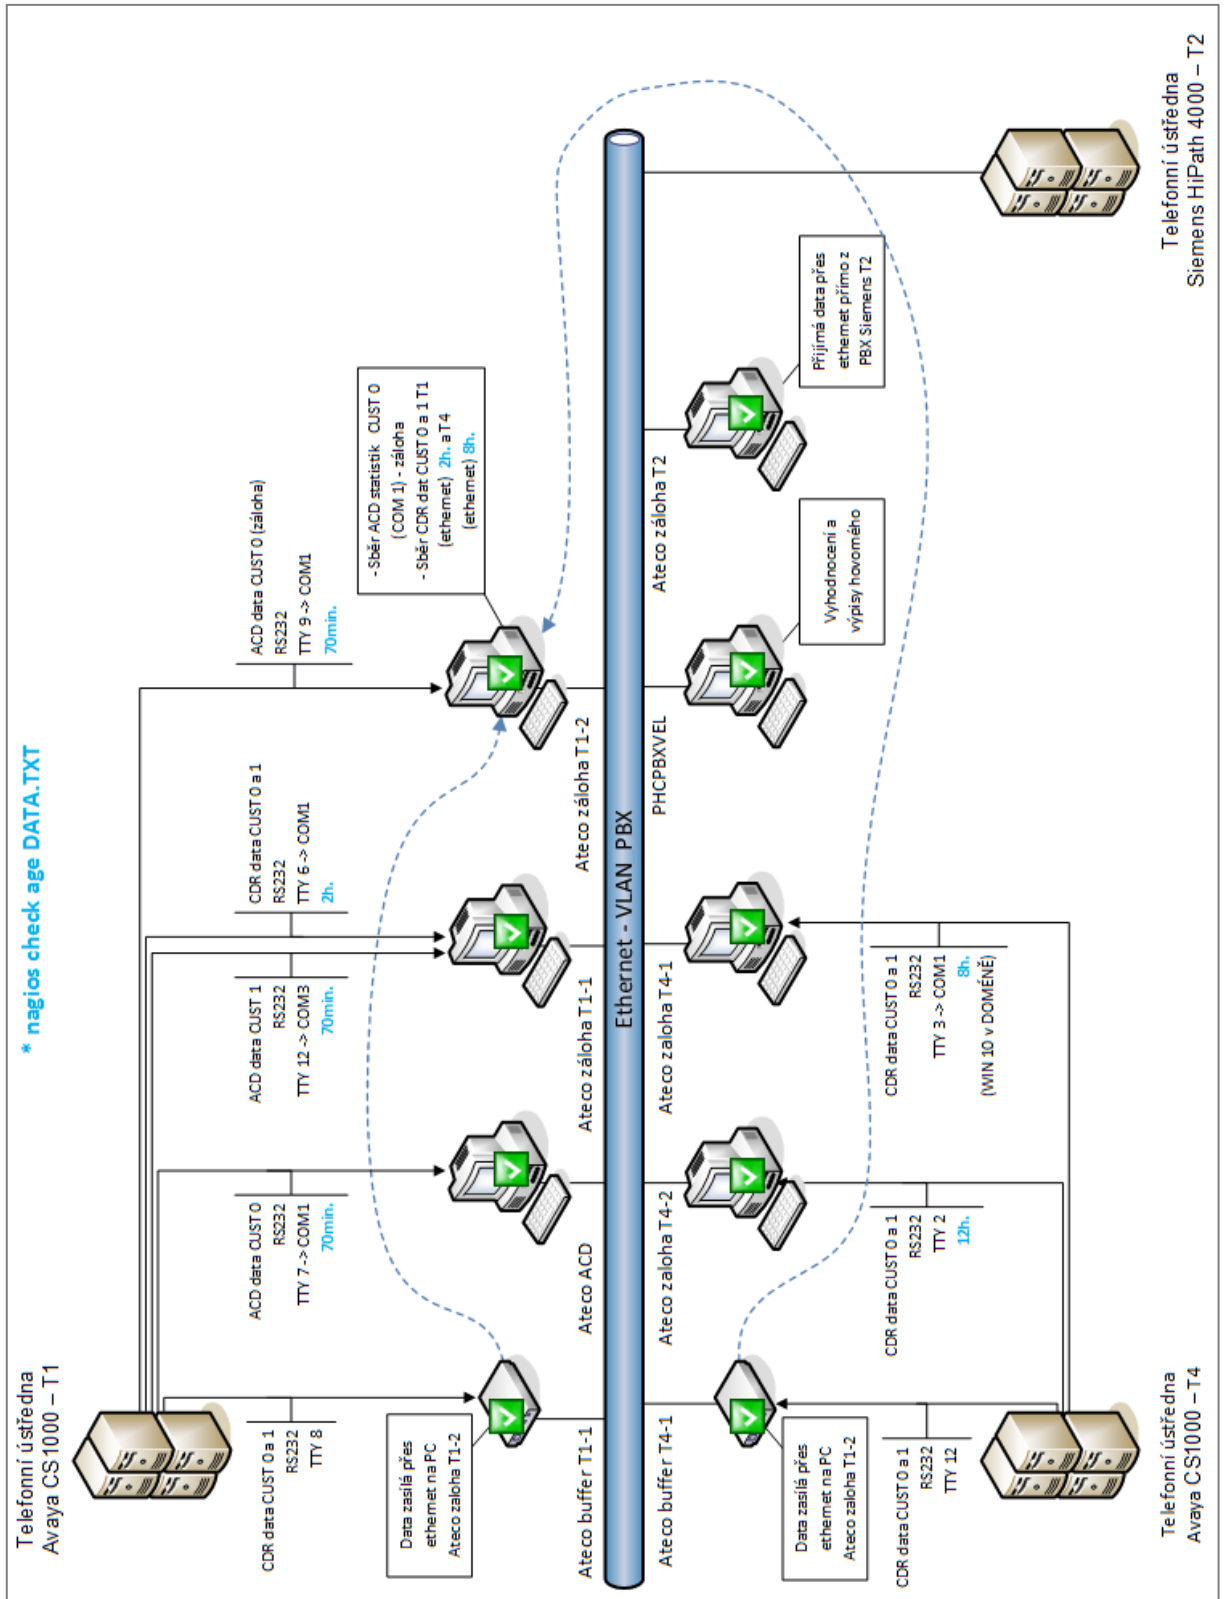 * nagios check age DATA.TXT
Telefonní ústředna
Avaya CS1000 – T1
CDR data CUST 0 a 1
RS232
TTY 8
ACD data CUST 0
RS232
TTY 7 -> COM1
70min.
ACD data CUST 1
RS232
TTY 12 -> COM3
70min.
CDR data CUST 0 a 1
RS232
TTY 6 -> COM1
2h.
ACD data CUST 0 (záloha)
RS232
TTY 9 -> COM1
70min.
Data zasílá přes
ethernet na PC
Ateco zaloha T1-2
- Sběr ACD statistik CUST 0
(COM 1) - záloha
- Sběr CDR dat CUST 0 a 1 T1
(ethernet) 2h. a T4
(ethernet) 8h.
Ateco buffer T1-1
Ateco ACD
Ateco záloha T1-1
Ateco záloha T1-2
Ethernet - VLAN PBX
Ateco buffer T4-1
Ateco zaloha T4-2
Ateco zaloha T4-1
PHCPBXVEL
Ateco záloha T2
Data zasílá přes
ethernet na PC
Ateco zaloha T1-2
Vyhodnocení a
výpisy hovorného
Přijímá data přes
ethernet přímo z
PBX Siemens T2
CDR data CUST 0 a 1
RS232
TTY 12
CDR data CUST 0 a 1
RS232
TTY 2
12h.
CDR data CUST 0 a 1
RS232
TTY 3 -> COM1
8h.
(WIN 10 v DOMÉNĚ)
Telefonní ústředna
Avaya CS1000 – T4
Telefonní ústředna
Siemens HiPath 4000 – T2